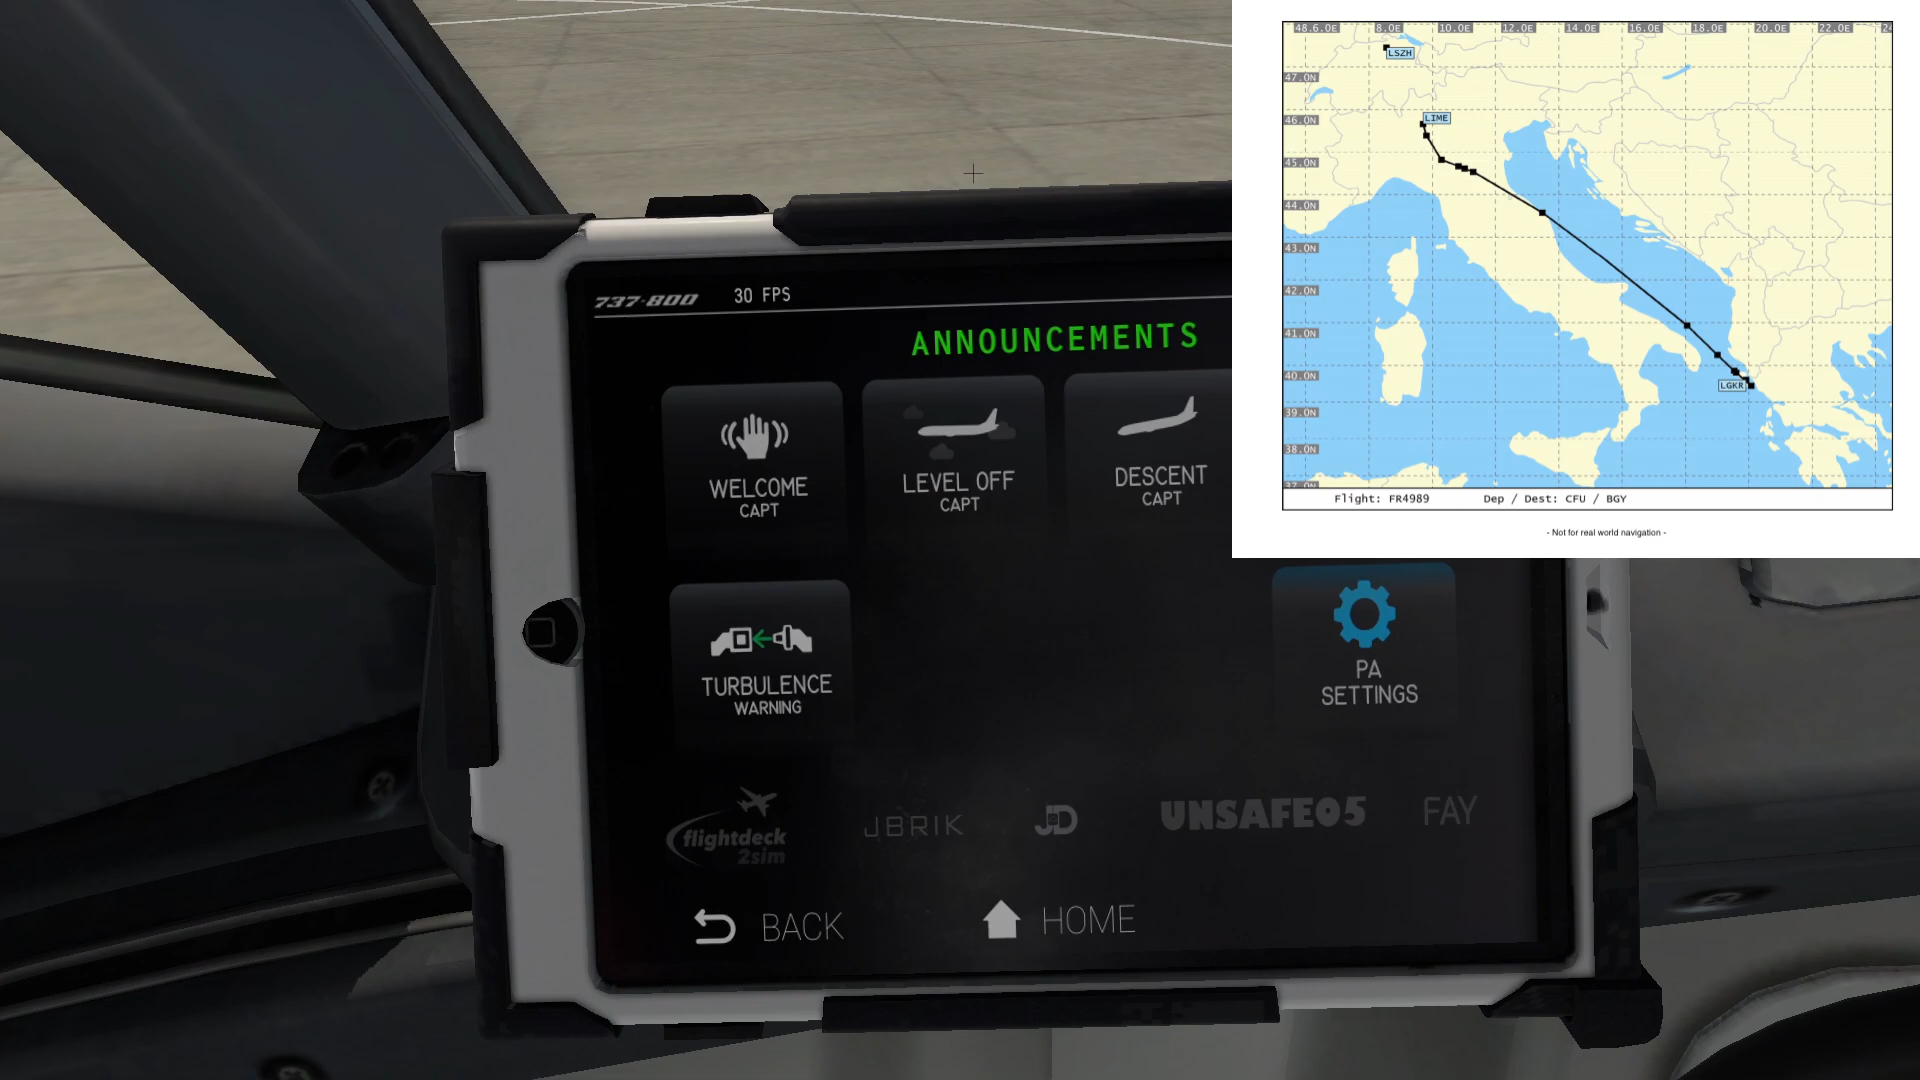 48.6.0E 8.0E 10.0E 12.0E 14.0E 16.0E 18.0E 20.0E 22.0E
LSZH
47.0N
LIME
46.0N
45.0N
44.0N
43.0N
42.0N
41.0N
40.0N
LGKR
39.0N
38.0N
37.0N
Flight: FR4989 Dep / Dest: CFU / BGY
- Not for real world navigation -
737-800 30 FPS
ANNOUNCEMENTS
WELCOME
CAPT
LEVEL OFF
CAPT
DESCENT
CAPT
TURBULENCE
WARNING
PA
SETTINGS
flightdeck
2sim
JBRIK
JD
UNSAFE05
FAY
BACK
HOME